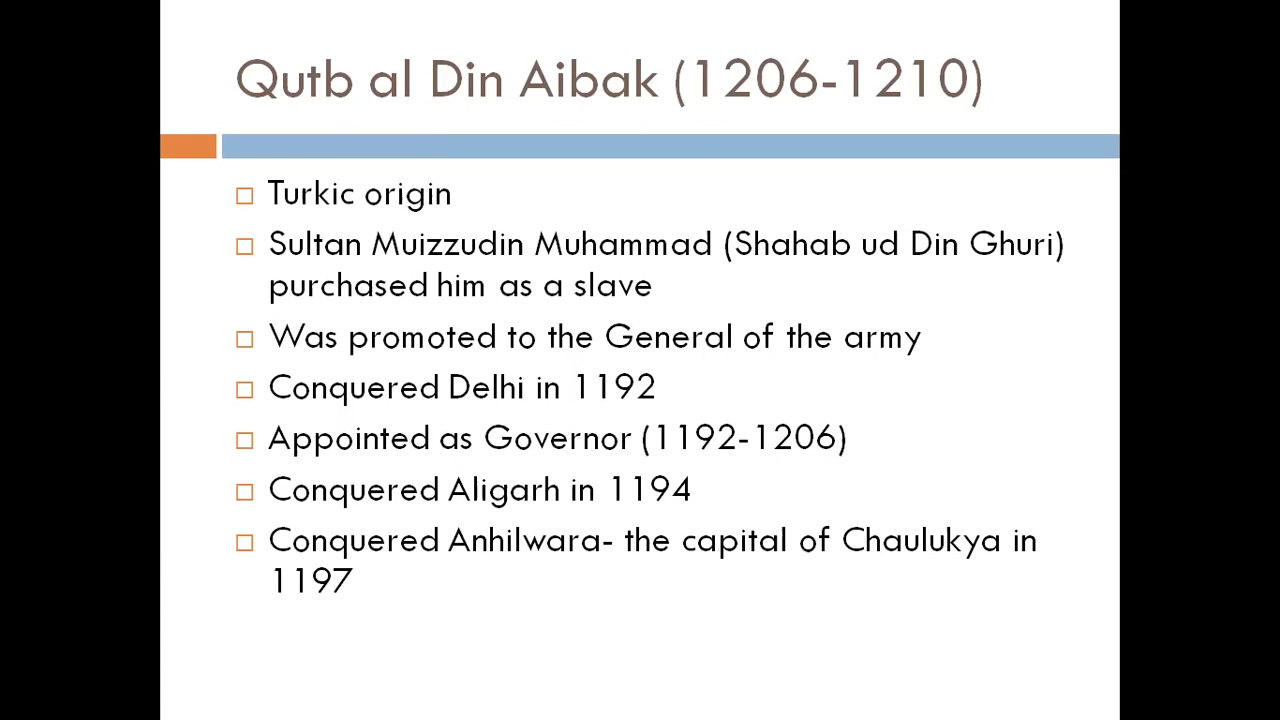 Qutb al Din Aibak (1206-1210)
Turkic origin
Sultan Muizzudin Muhammad (Shahab ud Din Ghuri)
purchased him as a slave
Was promoted to the General of the army
Conquered Delhi in 1192
Appointed as Governor (1192-1206)
Conquered Aligarh in 1194
Conquered Anhilwara- the capital of Chaulukya in
1197